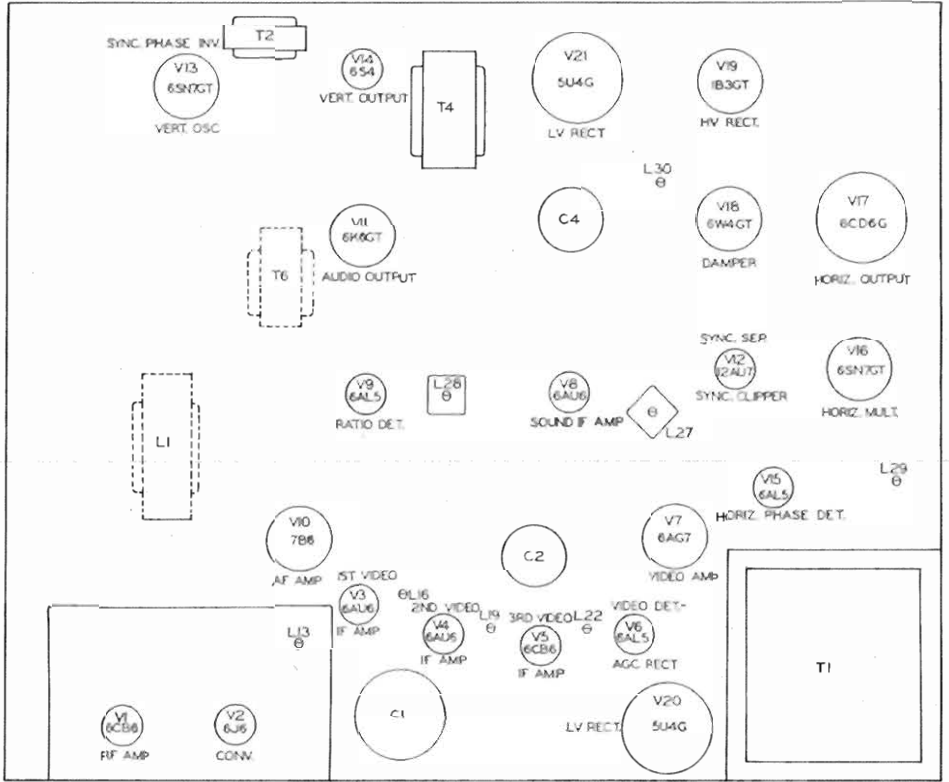 SYNC. PHASE INV.
V13
6SN7GT
VERT. OSC
T2
V14
6S4
VERT. OUTPUT
T4
V21
5U4G
LV RECT
V19
1B3GT
HV RECT.
L30
V11
6K6GT
AUDIO OUTPUT
T6
C4
V18
6W4GT
DAMPER
V17
6CD6G
HORIZ. OUTPUT
L1
V9
6AL5
RATIO DET.
L28
V8
6AU6
SOUND IF AMP
L27
SYNC. SEP.
V12
12AU7
SYNC. CLIPPER
V16
6SN7GT
HORIZ. MULT.
L29
V15
6AL5
HORIZ. PHASE DET.
V10
7B6
AF AMP
C2
V7
6AG7
VIDEO AMP
1ST VIDEO
V3
6AU6
IF AMP
L16
2ND VIDEO
V4
6AU6
IF AMP
L19
3RD VIDEO
V5
6CB6
IF AMP
L22
VIDEO DET.-
V6
6AL5
AGC RECT
L13
V1
6CB6
RF AMP
V2
6J6
CONV.
C1
LV RECT.
V20
5U4G
T1